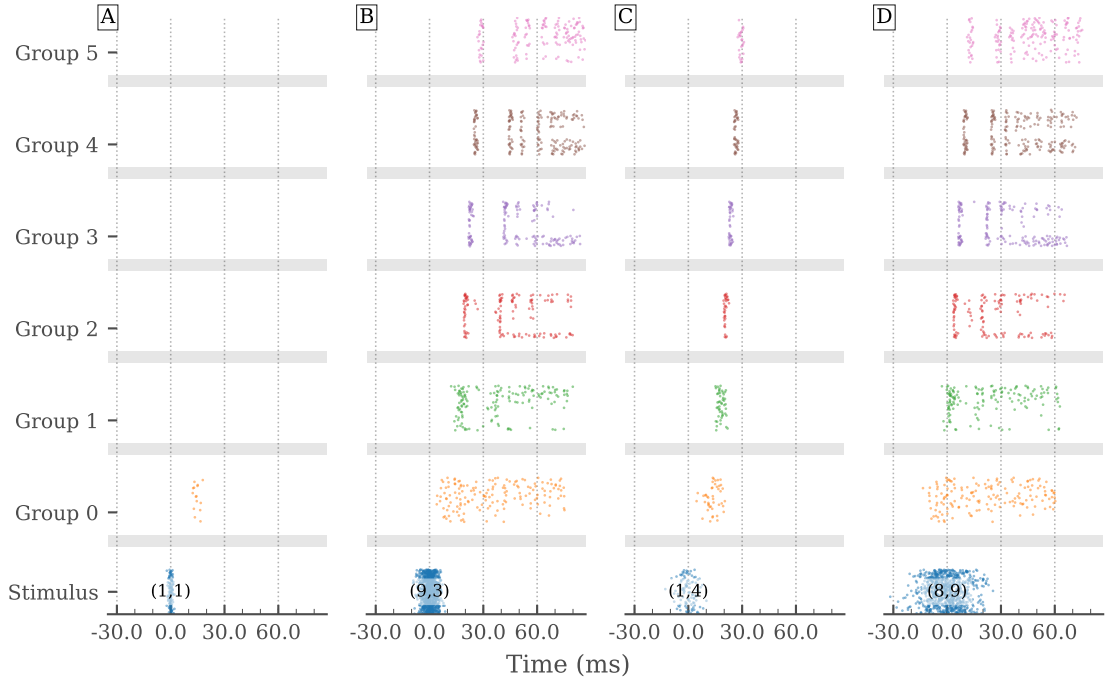 A B C D
Group 5
Group 4
Group 3
Group 2
Group 1
Group 0
Stimulus (1,1) (9,3) (1,4) (8,9)
-30.0 0.0 30.0 60.0 -30.0 0.0 30.0 60.0 -30.0 0.0 30.0 60.0 -30.0 0.0 30.0 60.0
Time (ms)